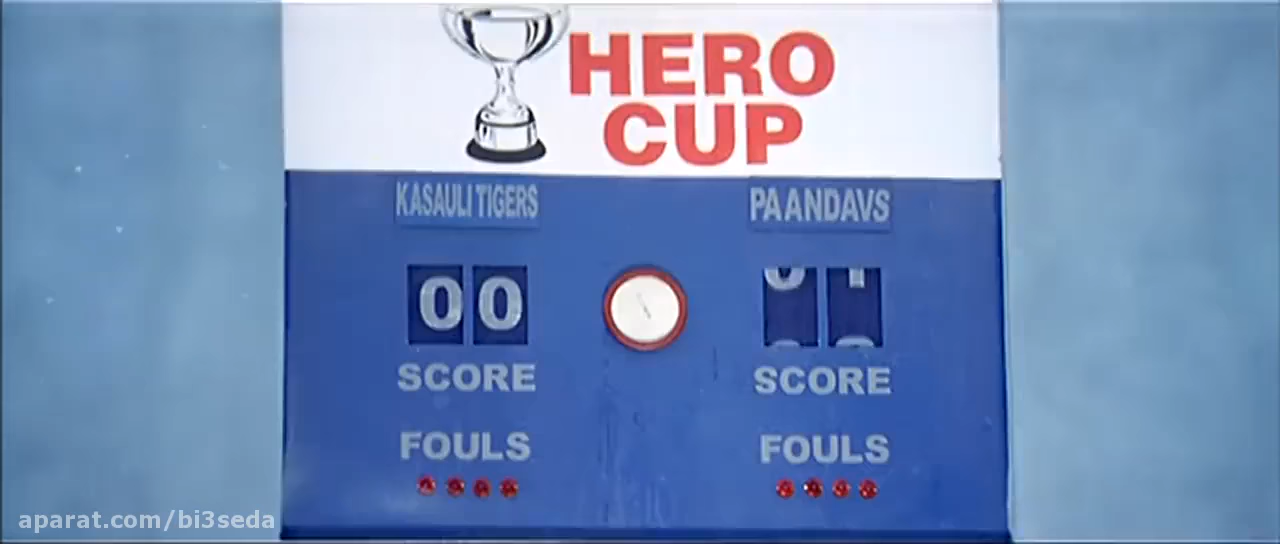 HERO
CUP
KASAULI TIGERS
PAANDAVS
00
SCORE
SCORE
FOULS
FOULS
aparat.com/bi3seda